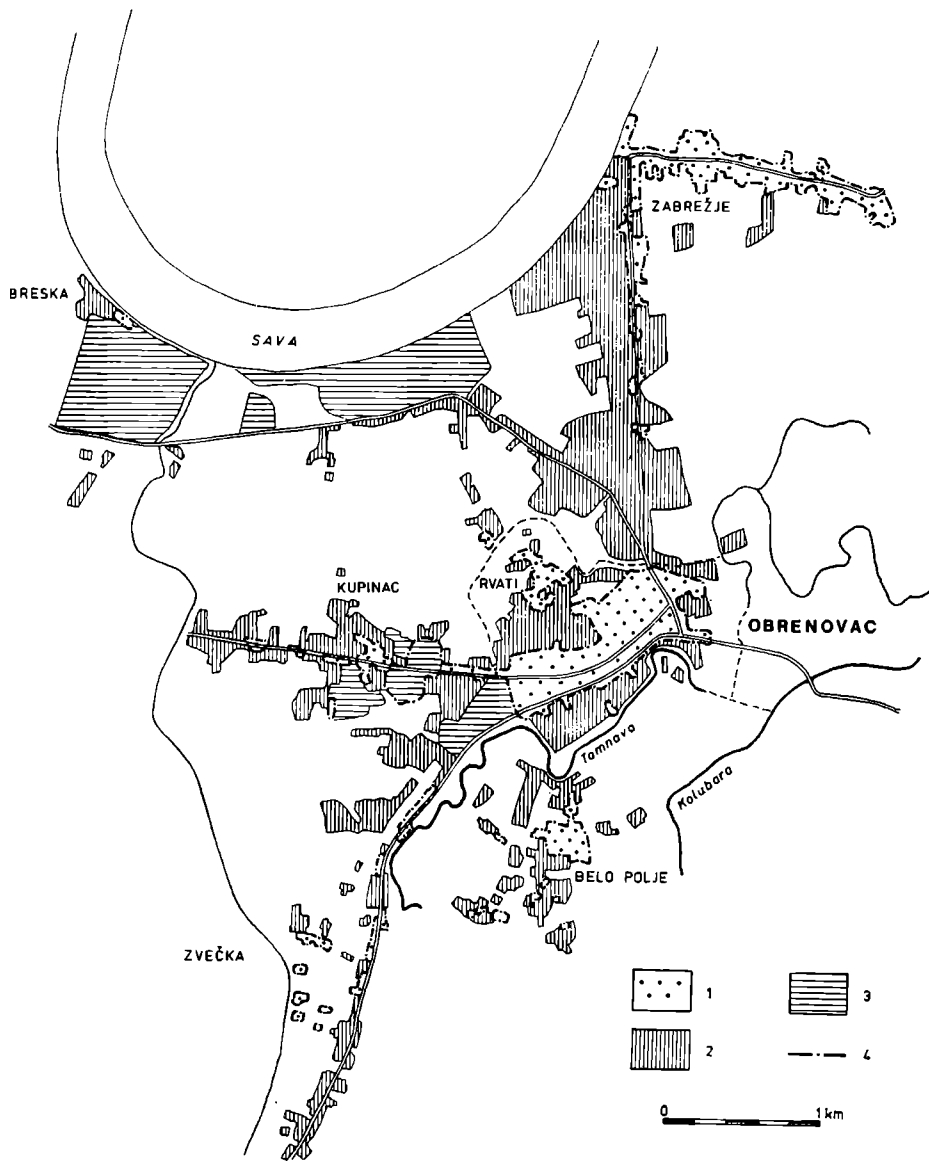 ZABREŽJE
BRESKA
SAVA
KUPINAC
RVATI
OBRENOVAC
Tamnava
Kolubara
BELO POLJE
ZVEČKA
1
3
2
4
0 1km